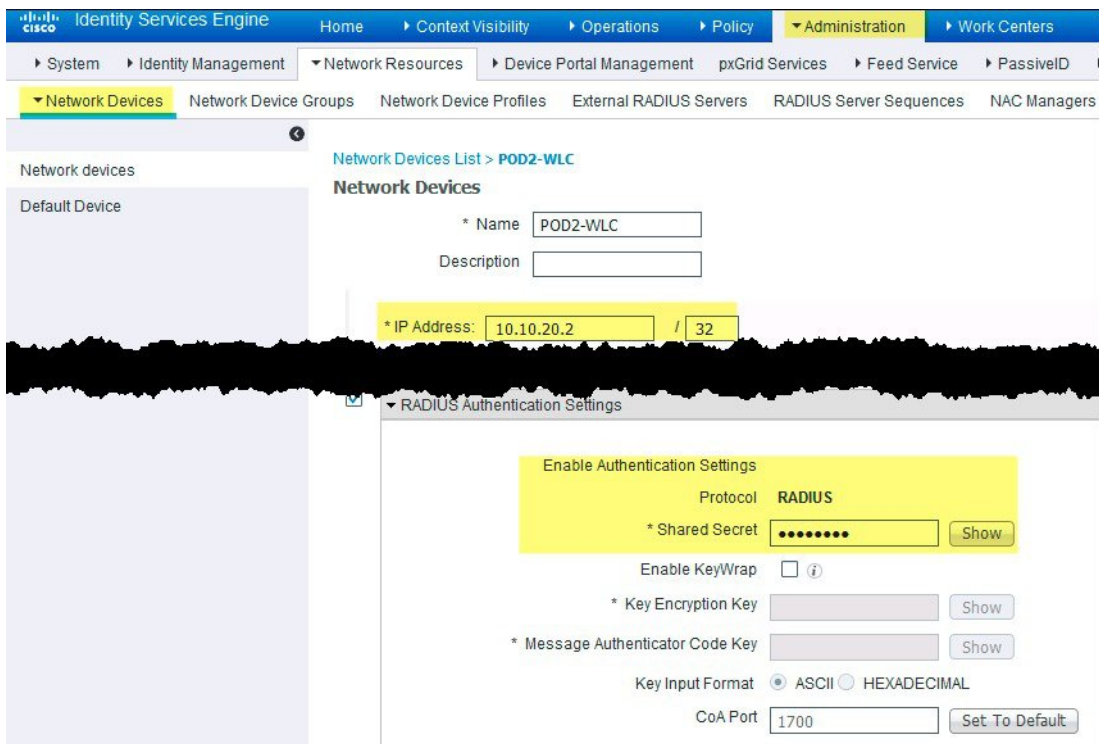 cisco Identity Services Engine Home Context Visibility Operations Policy Administration Work Centers
System Identity Management Network Resources Device Portal Management pxGrid Services Feed Service PassiveID
Network Devices Network Device Groups Network Device Profiles External RADIUS Servers RADIUS Server Sequences NAC Managers
Network devices
Default Device
Network Devices List > POD2-WLC
Network Devices
* Name POD2-WLC
Description
* IP Address: 10.10.20.2 / 32
RADIUS Authentication Settings
Enable Authentication Settings
Protocol RADIUS
* Shared Secret •••••••• Show
Enable KeyWrap i
* Key Encryption Key Show
* Message Authenticator Code Key Show
Key Input Format ASCII HEXADECIMAL
CoA Port 1700 Set To Default